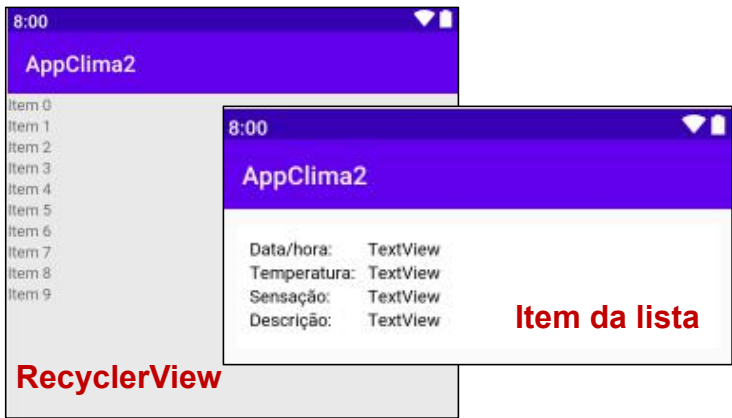 8:00
AppClima2
Item 0
Item 1
Item 2
Item 3
Item 4
Item 5
Item 6
Item 7
Item 8
Item 9
RecyclerView
8:00
AppClima2
Data/hora: TextView
Temperatura: TextView
Sensação: TextView
Descrição: TextView
Item da lista